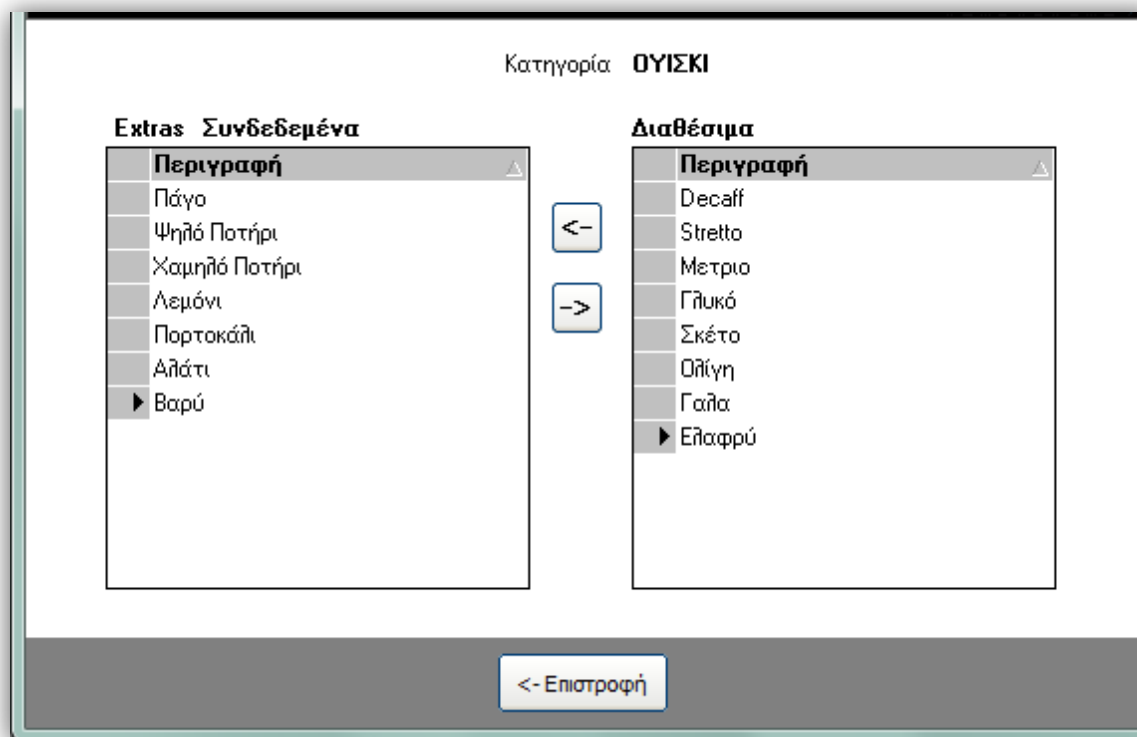 Κατηγορία ΟΥΙΣΚΙ
Extras Συνδεδεμένα
Περιγραφή
Πάγο
Ψηλό Ποτήρι
Χαμηλό Ποτήρι
Λεμόνι
Πορτοκάλι
Αλάτι
Βαρύ
<-
->
Διαθέσιμα
Περιγραφή
Decaff
Stretto
Μετριο
Γλυκό
Σκέτο
Ολίγη
Γαλα
Ελαφρύ
<- Επιστροφή